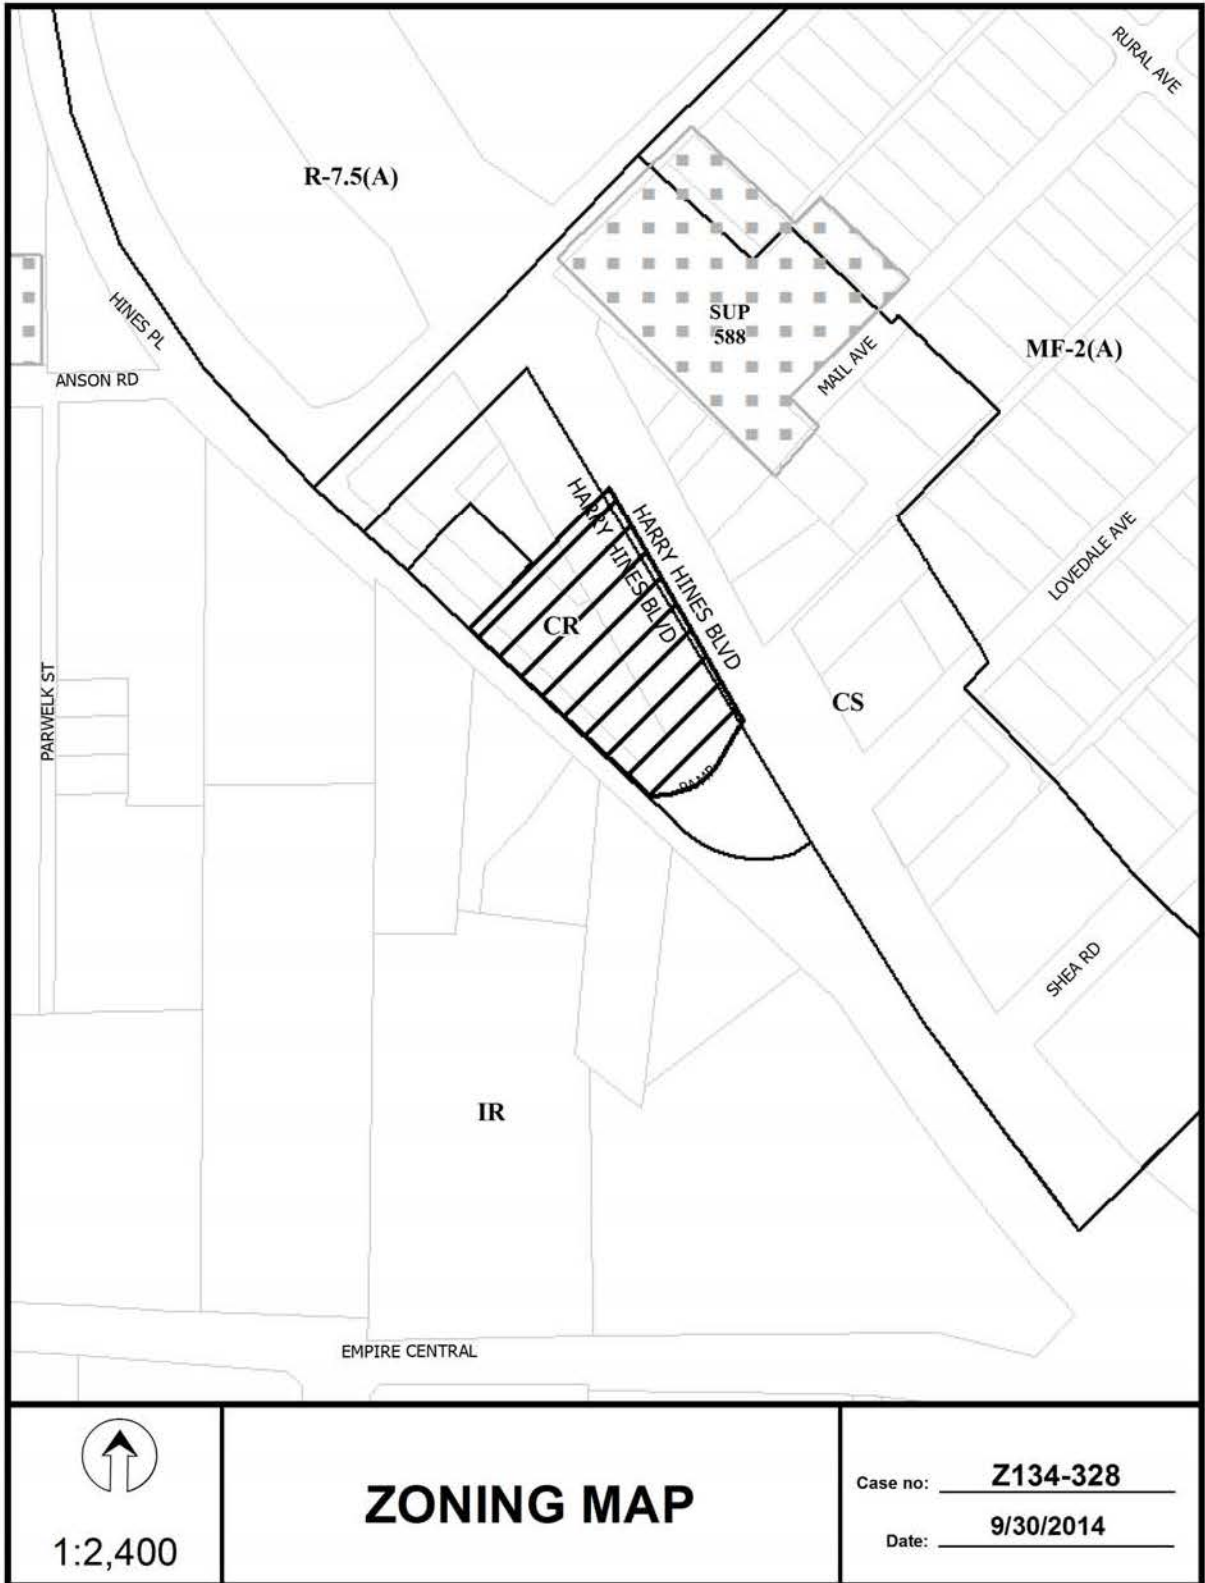 RURAL AVE
R-7.5(A)
HINES PL
SUP
588
MAIL AVE
MF-2(A)
ANSON RD
HARRY HINES BLVD
HARRY HINES BLVD
LOVEDALE AVE
CR
PARWELK ST
CS
RAMP
SHEA RD
IR
EMPIRE CENTRAL
1:2,400
ZONING MAP
Case no: Z134-328
Date: 9/30/2014